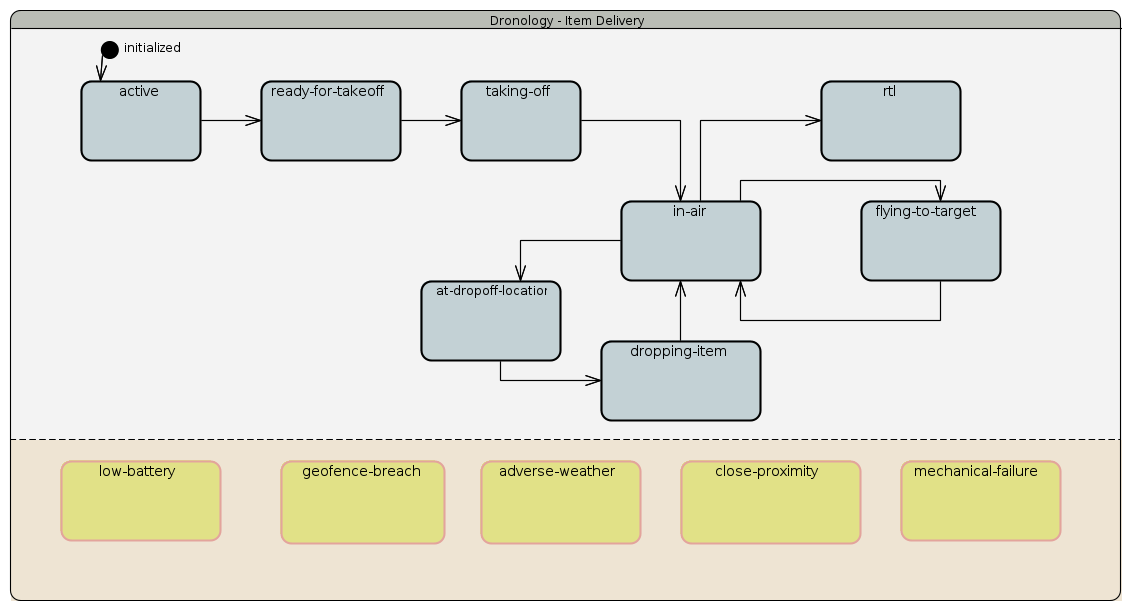 Dronology - Item Delivery
initialized
active
ready-for-takeoff
taking-off
rtl
in-air
flying-to-target
at-dropoff-location
dropping-item
low-battery
geofence-breach
adverse-weather
close-proximity
mechanical-failure